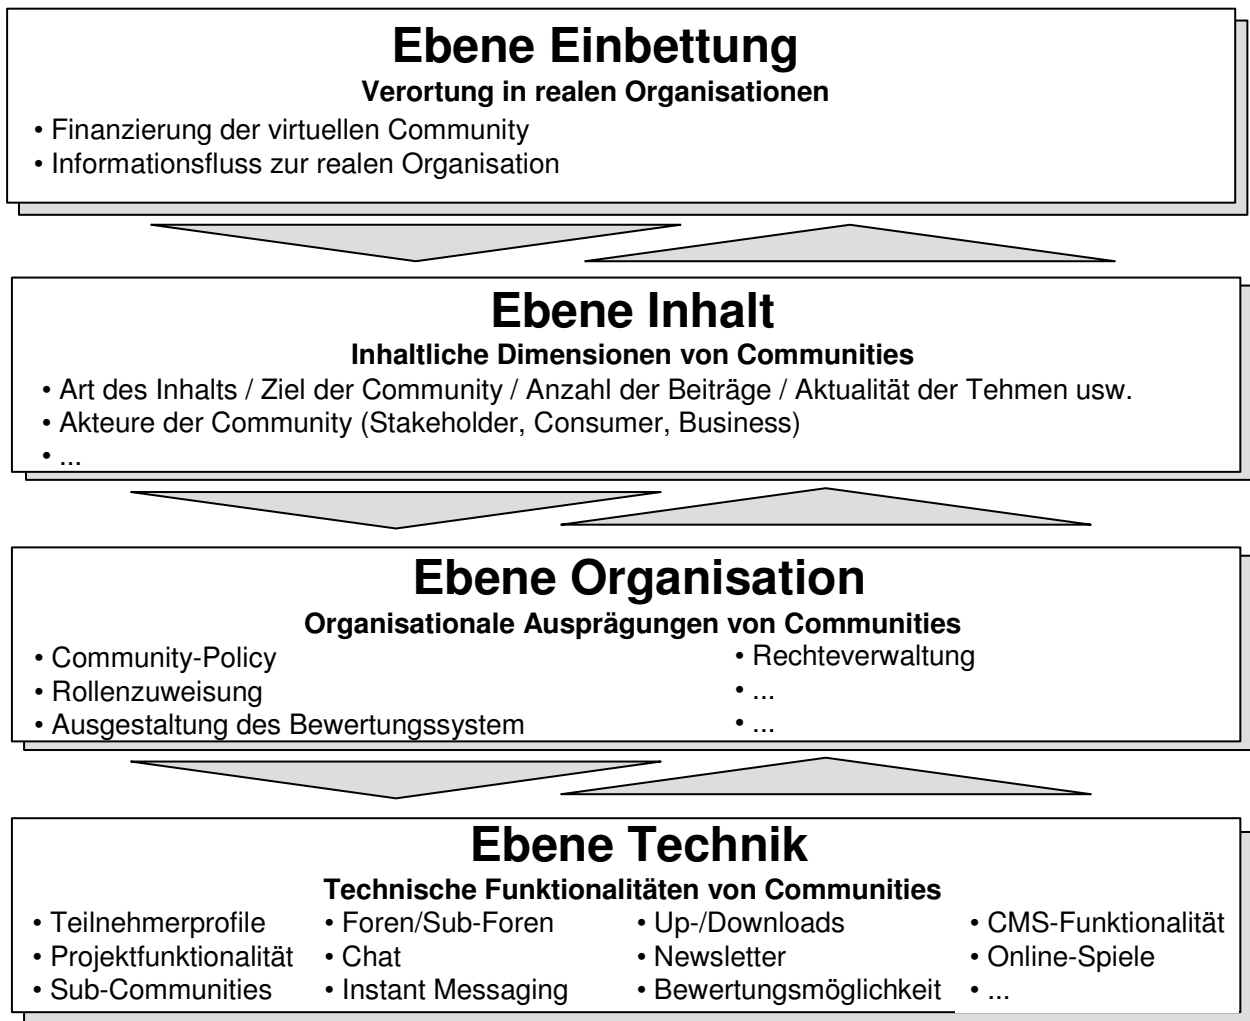 Ebene Einbettung
Verortung in realen Organisationen
• Finanzierung der virtuellen Community
• Informationsfluss zur realen Organisation
Ebene Inhalt
Inhaltliche Dimensionen von Communities
• Art des Inhalts / Ziel der Community / Anzahl der Beiträge / Aktualität der Tehmen usw.
• Akteure der Community (Stakeholder, Consumer, Business)
• ...
Ebene Organisation
Organisationale Ausprägungen von Communities
• Community-Policy
• Rollenzuweisung
• Ausgestaltung des Bewertungssystem
• Rechteverwaltung
• ...
• ...
Ebene Technik
Technische Funktionalitäten von Communities
• Teilnehmerprofile
• Projektfunktionalität
• Sub-Communities
• Foren/Sub-Foren
• Chat
• Instant Messaging
• Up-/Downloads
• Newsletter
• Bewertungsmöglichkeit
• CMS-Funktionalität
• Online-Spiele
• ...